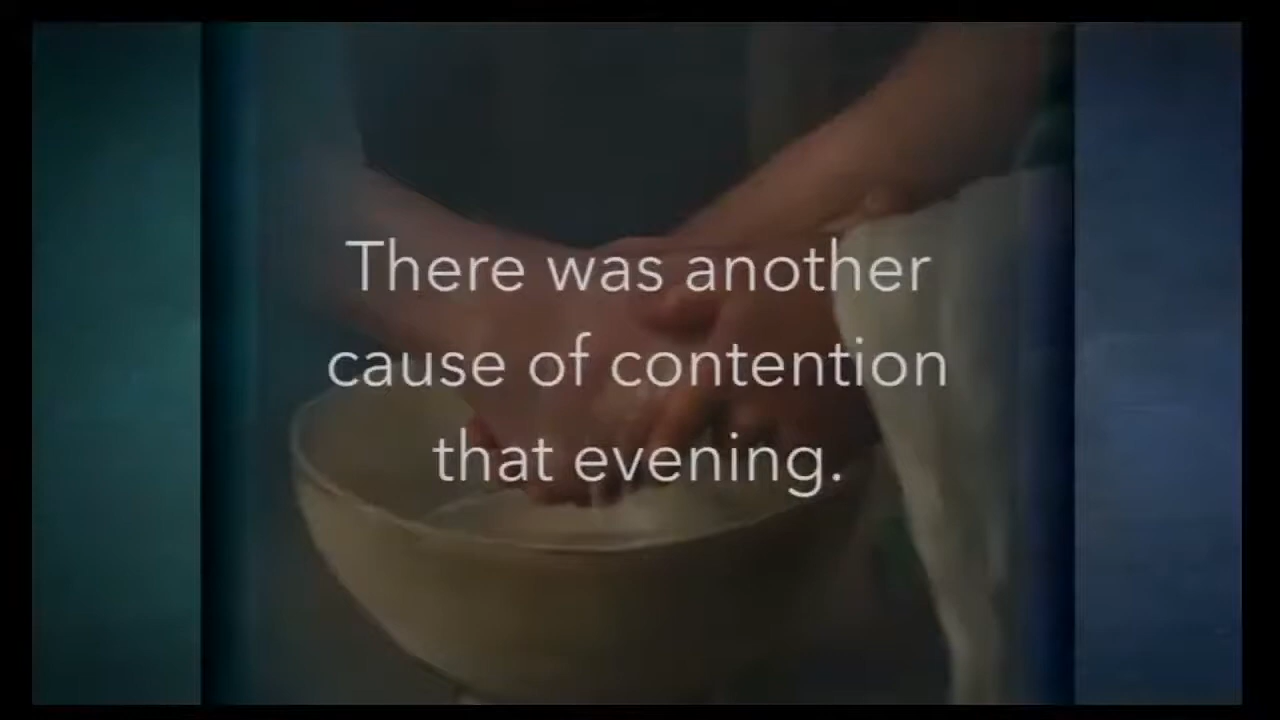 There was another
cause of contention
that evening.